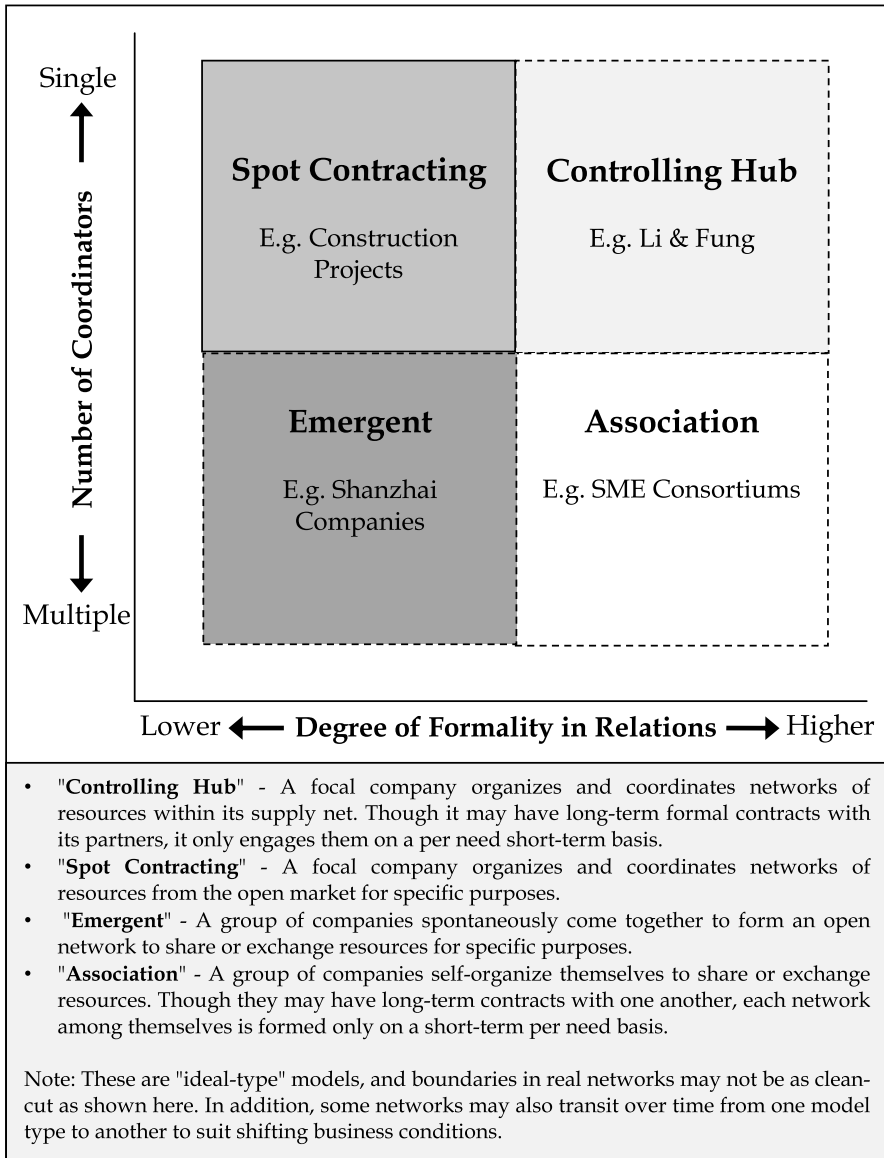 Single
Number of Coordinators
Multiple
Spot Contracting
E.g. Construction
Projects
Controlling Hub
E.g. Li & Fung
Emergent
E.g. Shanzhai
Companies
Association
E.g. SME Consortiums
Lower
Degree of Formality in Relations
Higher
• "Controlling Hub" - A focal company organizes and coordinates networks of
resources within its supply net. Though it may have long-term formal contracts with
its partners, it only engages them on a per need short-term basis.
• "Spot Contracting" - A focal company organizes and coordinates networks of
resources from the open market for specific purposes.
• "Emergent" - A group of companies spontaneously come together to form an open
network to share or exchange resources for specific purposes.
• "Association" - A group of companies self-organize themselves to share or exchange
resources. Though they may have long-term contracts with one another, each network
among themselves is formed only on a short-term per need basis.
Note: These are "ideal-type" models, and boundaries in real networks may not be as clean-
cut as shown here. In addition, some networks may also transit over time from one model
type to another to suit shifting business conditions.